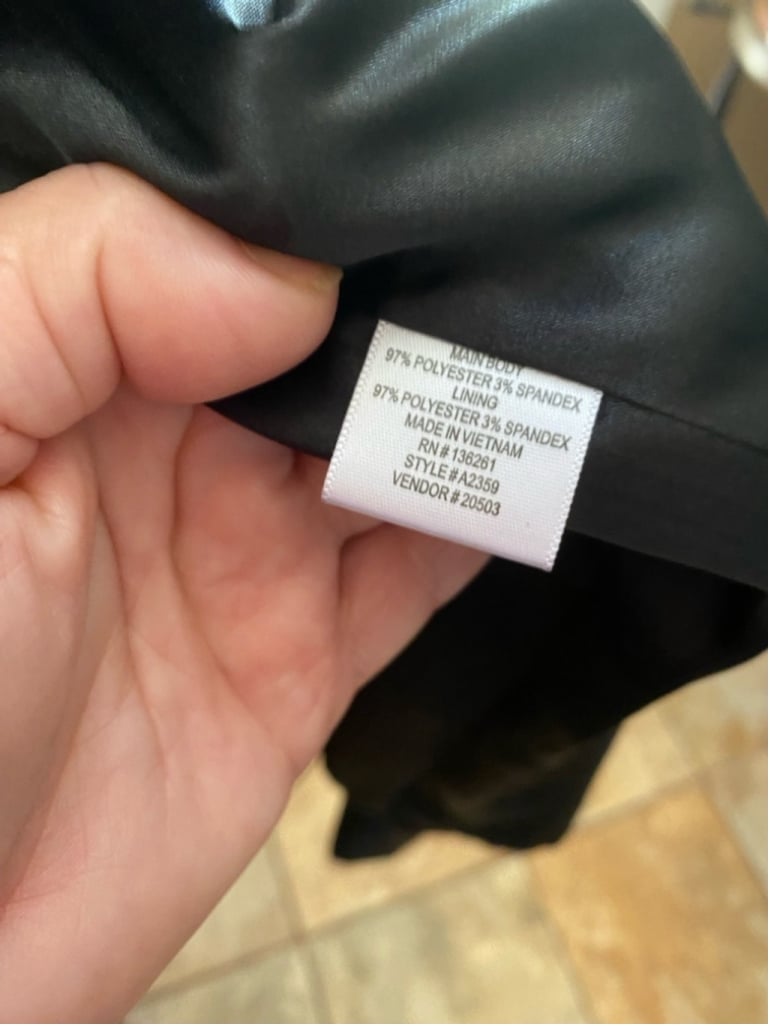 MAIN BODY
97% POLYESTER 3% SPANDEX
LINING
97% POLYESTER 3% SPANDEX
MADE IN VIETNAM
RN # 136261
STYLE # A2359
VENDOR # 20503